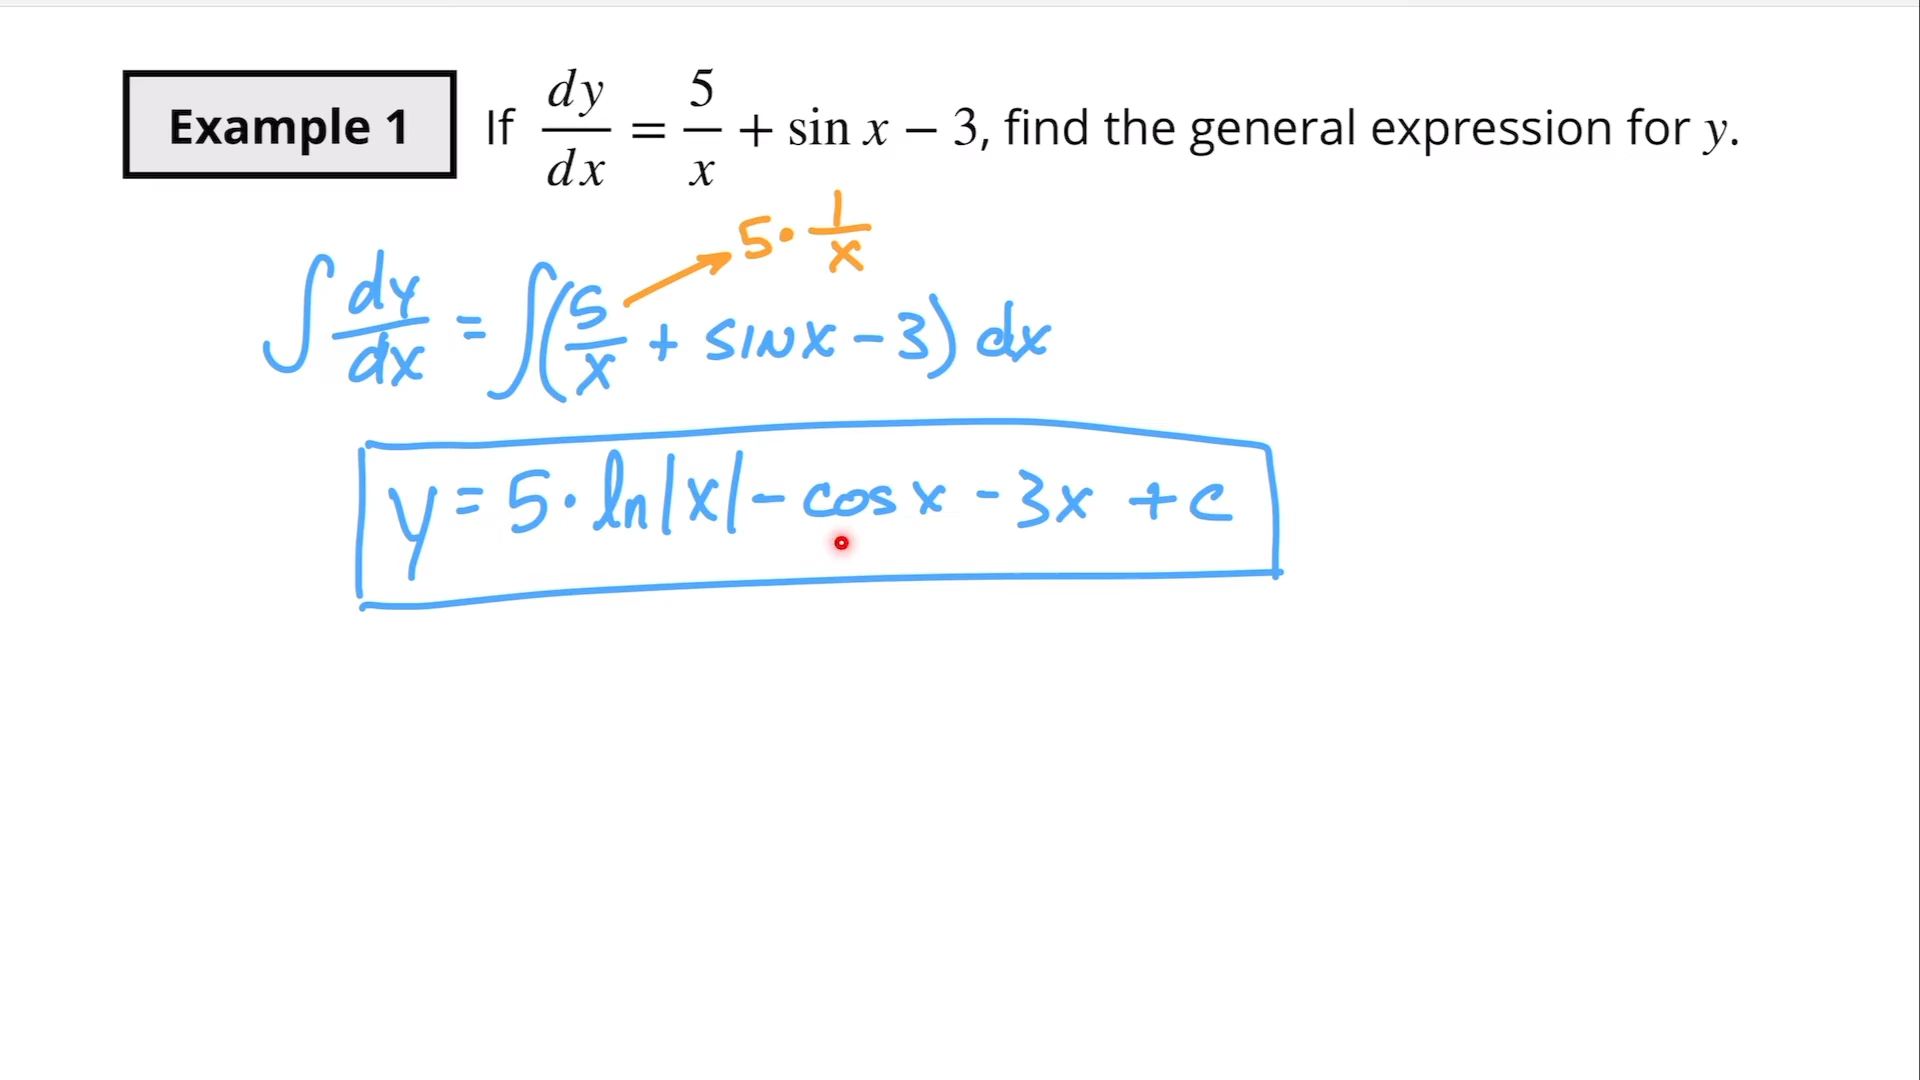 Example 1 If dy/dx = 5/x + sin x − 3, find the general expression for y.
5 · 1/x
∫ dy/dx = ∫(5/x + sinx − 3) dx
y = 5 · ln|x| − cosx − 3x + c